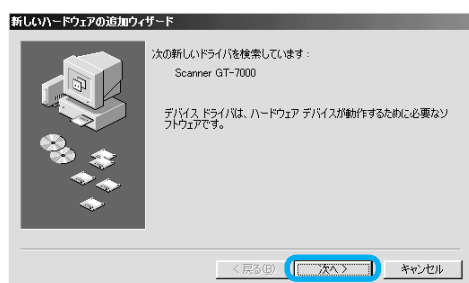 新しいハードウェアの追加ウィザード
次の新しいドライバを検索しています：
Scanner GT-7000
デバイス ドライバは、ハードウェア デバイスが動作するために必要なソ
フトウェアです。
< 戻る(B)
次へ >
キャンセル